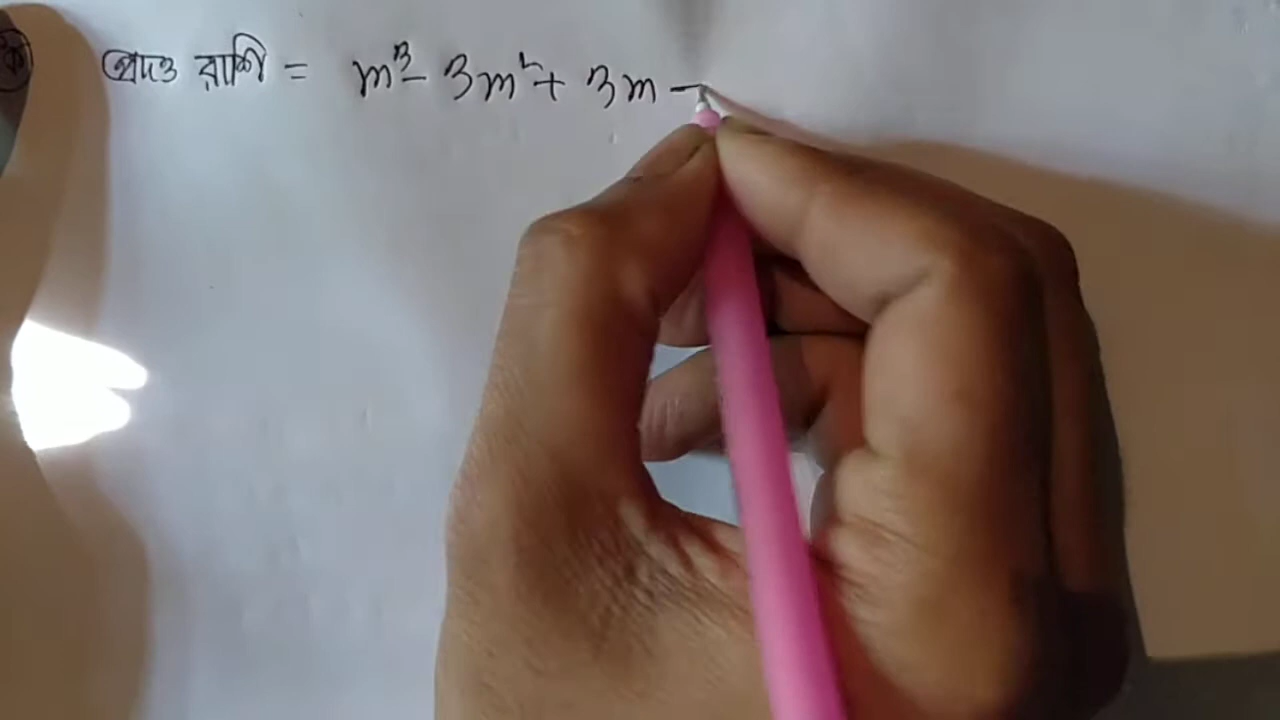 ক
প্রদত্ত রাশি = m³ - 3m² + 3m -